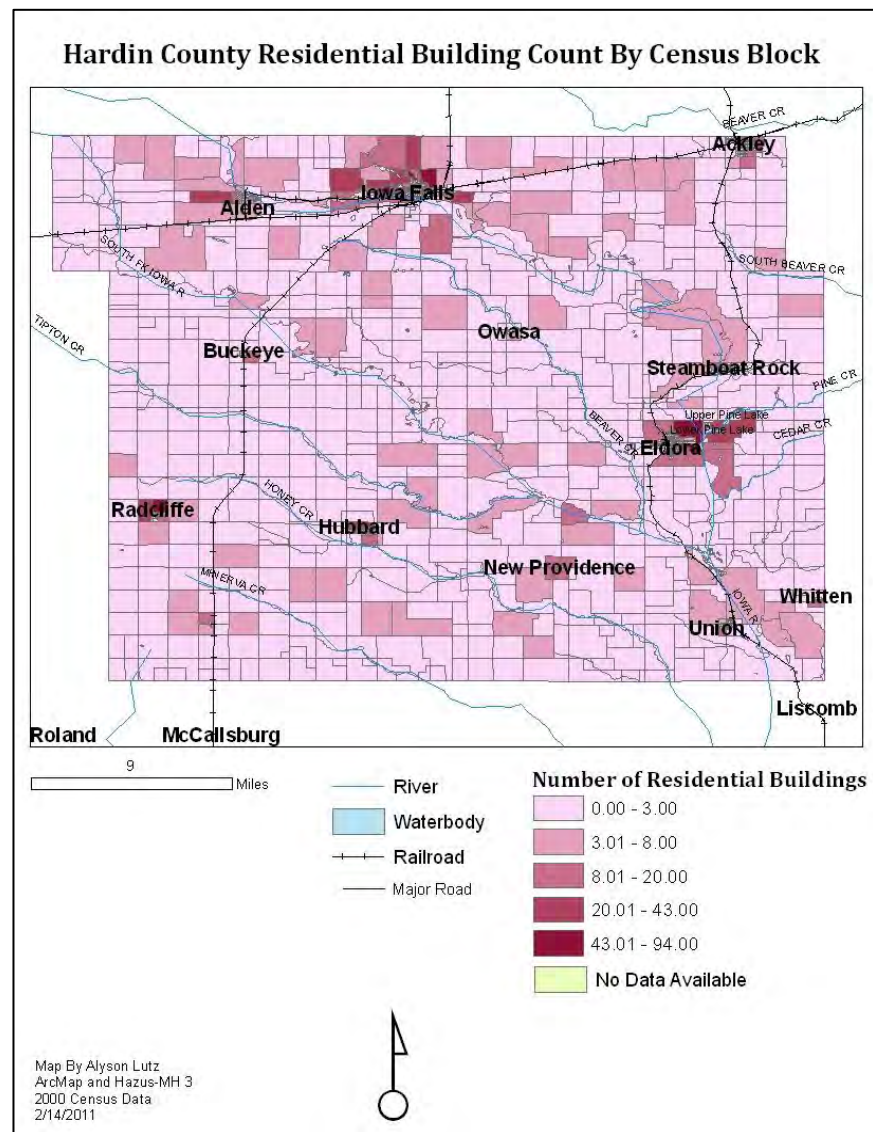 Hardin County Residential Building Count By Census Block
BEAVER CR
Ackley
Iowa Falls
Alden
SOUTH FK IOWA R
SOUTH BEAVER CR
TIPTON CR
Owasa
Buckeye
Steamboat Rock
PINE CR
Upper Pine Lake
Lower Pine Lake
CEDAR CR
BEAVER CR
Eldora
Radcliffe
HONEY CR
Hubbard
New Providence
MINERVA CR
IOWA R
Whitten
Union
Liscomb
Roland
McCallsburg
9
Miles
River
Waterbody
Railroad
Major Road
Number of Residential Buildings
0.00 - 3.00
3.01 - 8.00
8.01 - 20.00
20.01 - 43.00
43.01 - 94.00
No Data Available
Map By Alyson Lutz
ArcMap and Hazus-MH 3
2000 Census Data
2/14/2011